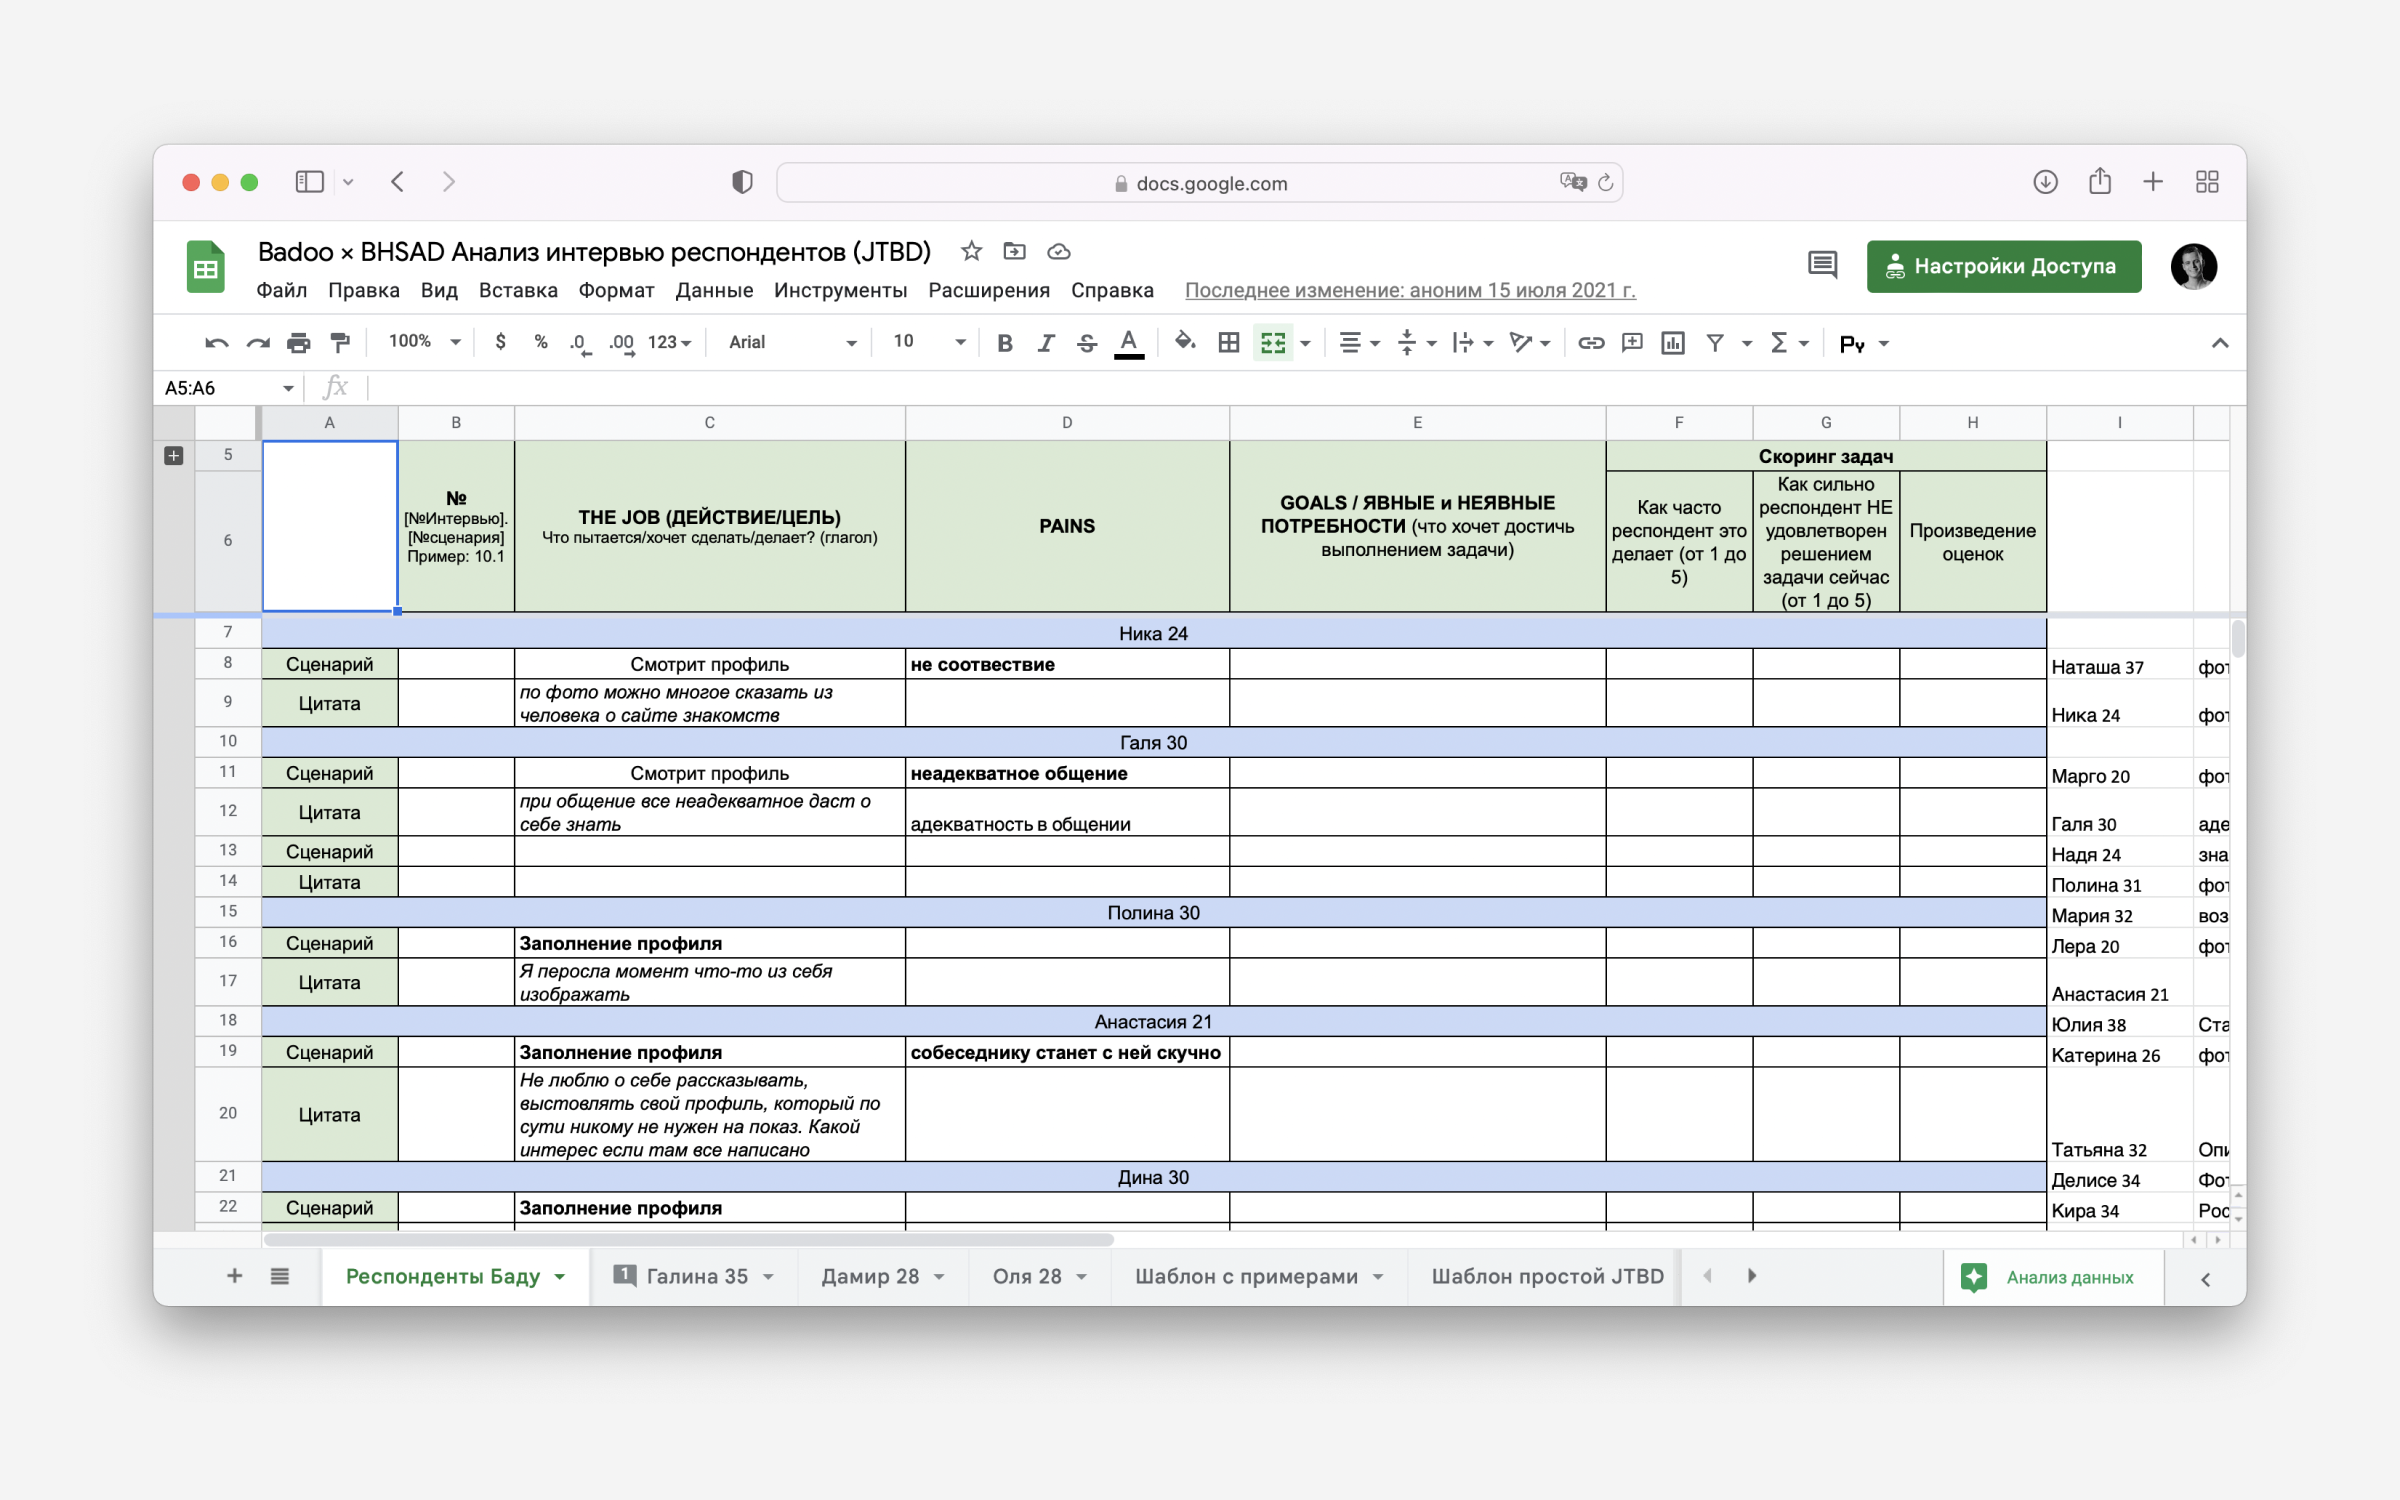 docs.google.com
Badoo × BHSAD Анализ интервью респондентов (JTBD)
Настройки Доступа
Файл Правка Вид Вставка Формат Данные Инструменты Расширения Справка Последнее изменение: аноним 15 июля 2021 г.
100% $ % .0 .00 123 Arial 10 B I S A Σ Ру
A5:A6 fx
A B C D E F G H I
5 Скоринг задач
6
№
[№Интервью].
[№сценария]
Пример: 10.1
THE JOB (ДЕЙСТВИЕ/ЦЕЛЬ)
Что пытается/хочет сделать/делает? (глагол)
PAINS
GOALS / ЯВНЫЕ и НЕЯВНЫЕ
ПОТРЕБНОСТИ (что хочет достичь
выполнением задачи)
Как часто
респондент это
делает (от 1 до
5)
Как сильно
респондент НЕ
удовлетворен
решением
задачи сейчас
(от 1 до 5)
Произведение
оценок
7 Ника 24
8 Сценарий Смотрит профиль не соотвествие Наташа 37 фот
9 Цитата по фото можно многое сказать из
человека о сайте знакомств Ника 24 фот
10 Галя 30
11 Сценарий Смотрит профиль неадекватное общение Марго 20 фот
12 Цитата при общение все неадекватное даст о
себе знать адекватность в общении Галя 30 аде
13 Сценарий Надя 24 зна
14 Цитата Полина 31 фот
15 Полина 30 Мария 32 воз
16 Сценарий Заполнение профиля Лера 20 фот
17 Цитата Я перосла момент что-то из себя
изображать Анастасия 21
18 Анастасия 21 Юлия 38 Ста
19 Сценарий Заполнение профиля собеседнику станет с ней скучно Катерина 26 фот
20 Цитата Не люблю о себе рассказывать,
выстовлять свой профиль, который по
сути никому не нужен на показ. Какой
интерес если там все написано Татьяна 32 Опи
21 Дина 30 Делисе 34 Фот
22 Сценарий Заполнение профиля Кира 34 Рос
Респонденты Баду 1 Галина 35 Дамир 28 Оля 28 Шаблон с примерами Шаблон простой JTBD Анализ данных